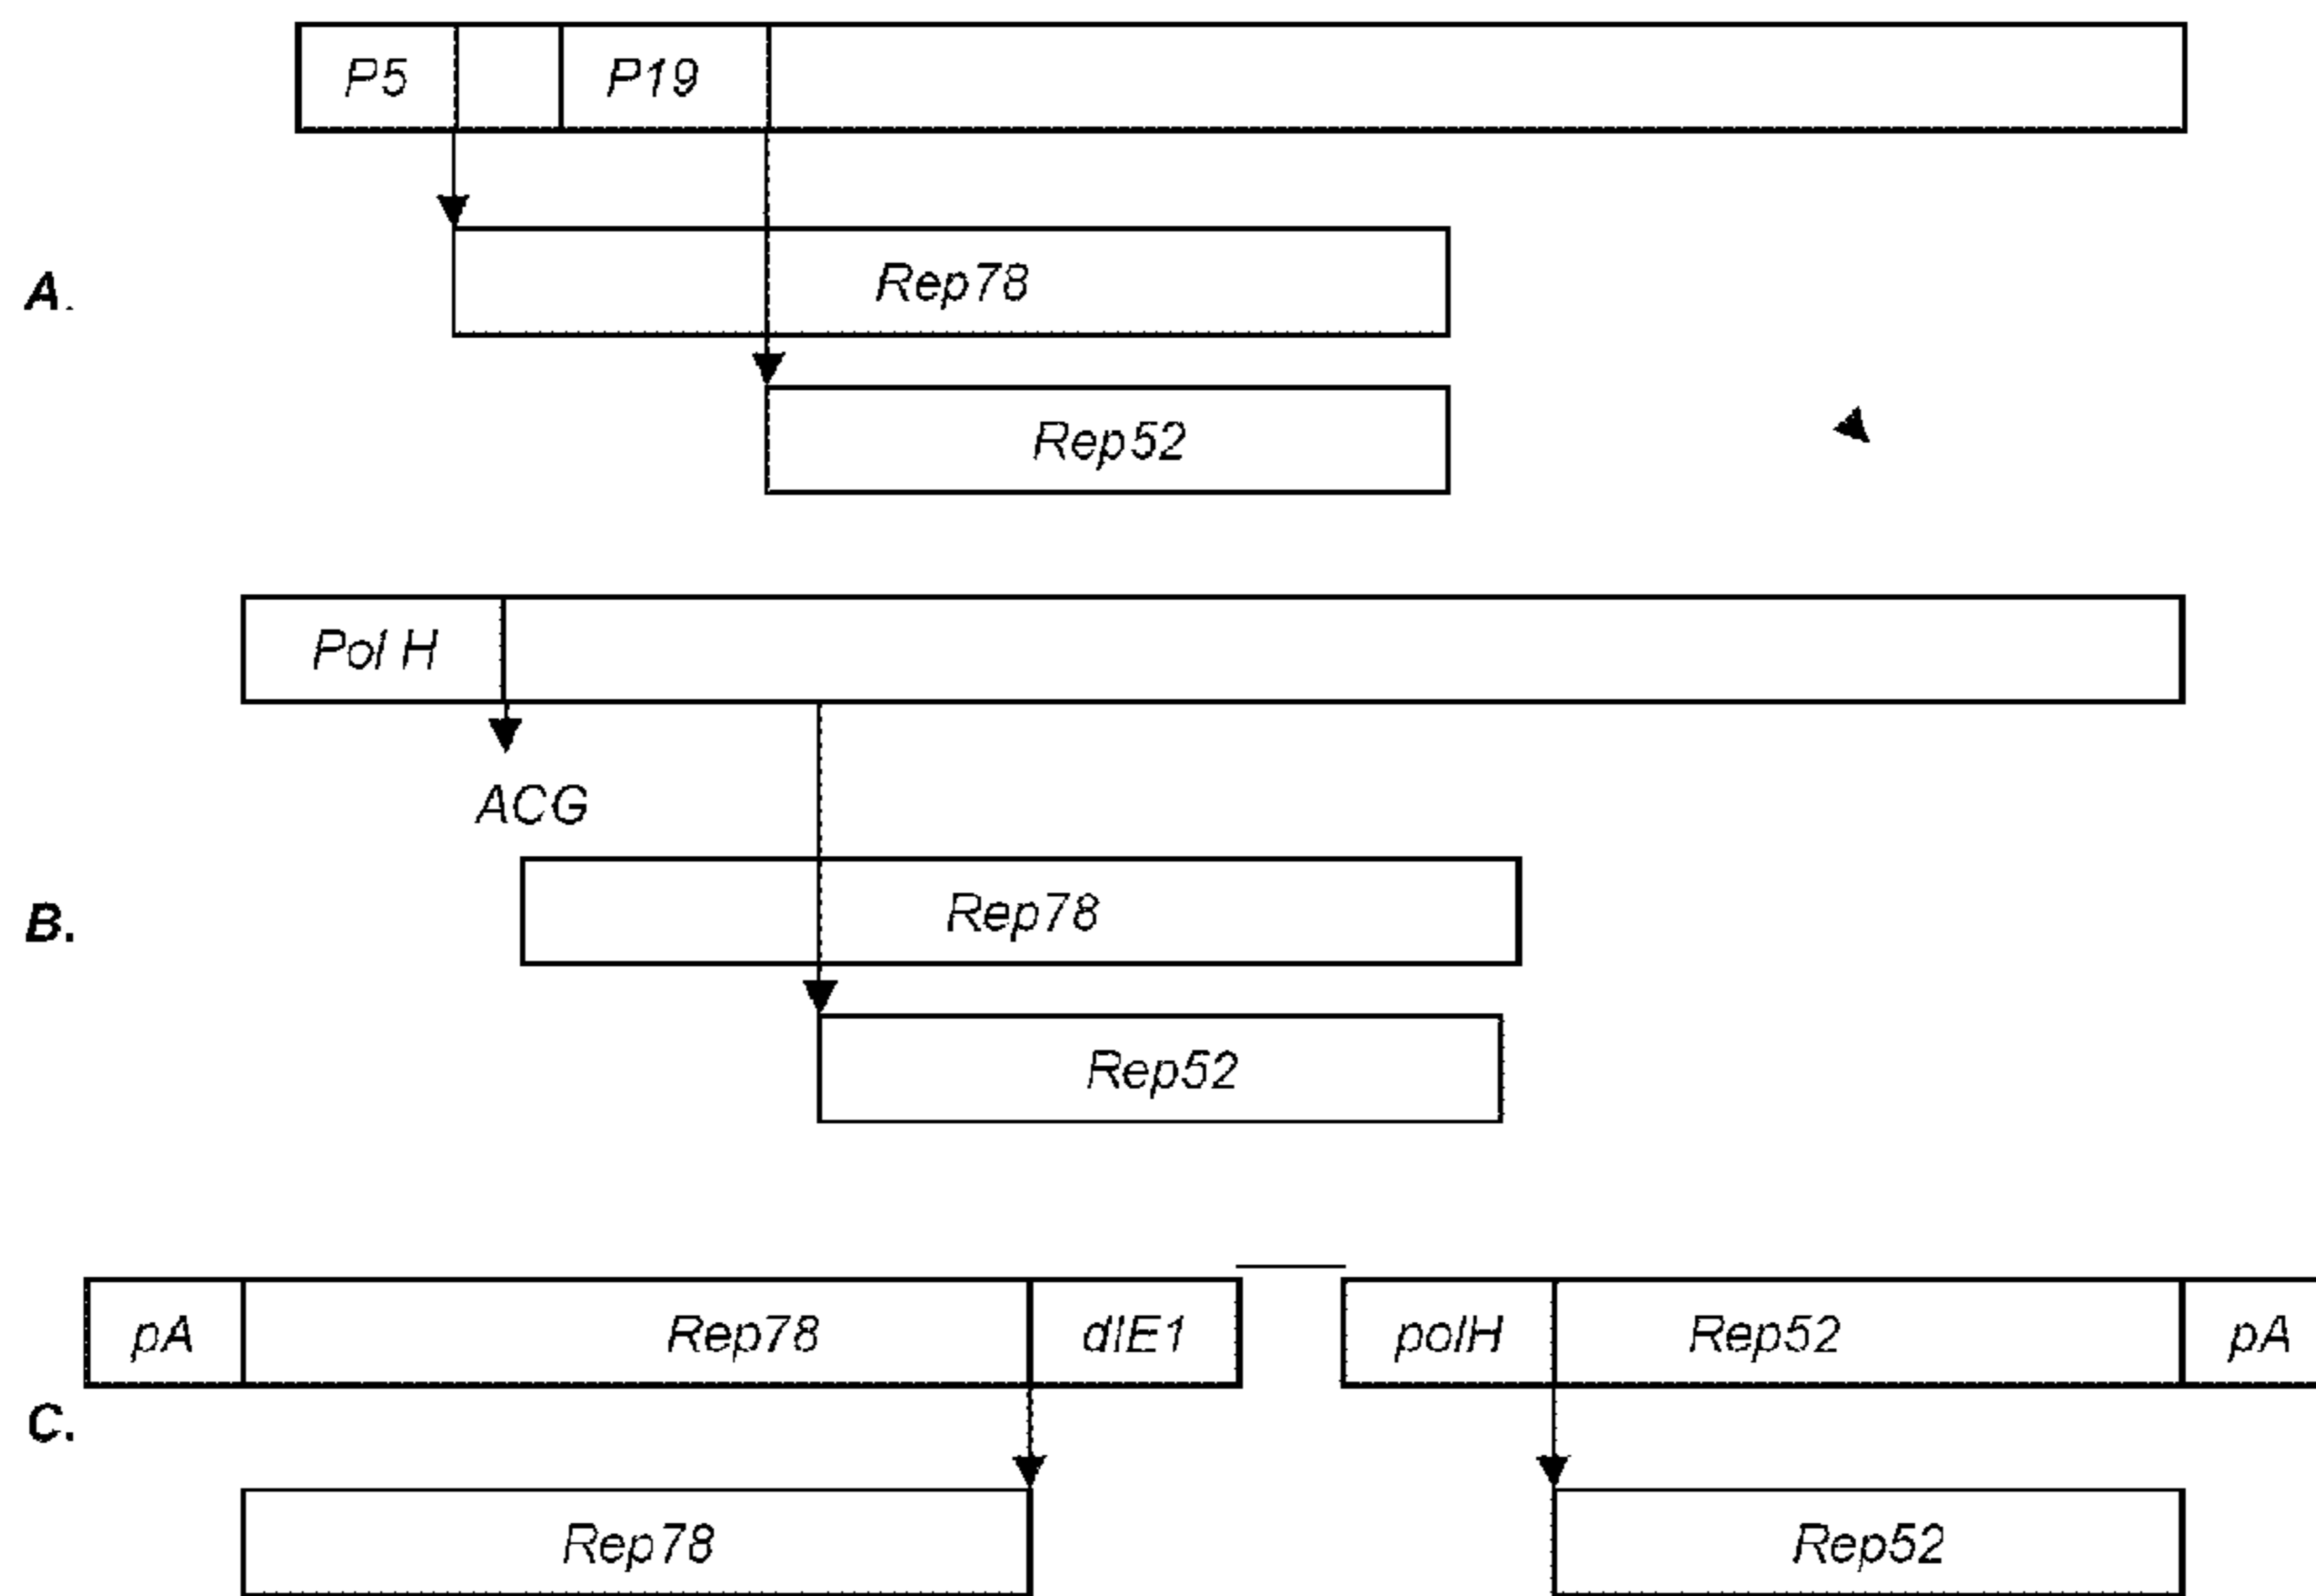 P5 P19
Rep78
A.
Rep52
Pol H
ACG
Rep78
B.
Rep52
pA Rep78 dIE1 polH Rep52 pA
C.
Rep78 Rep52